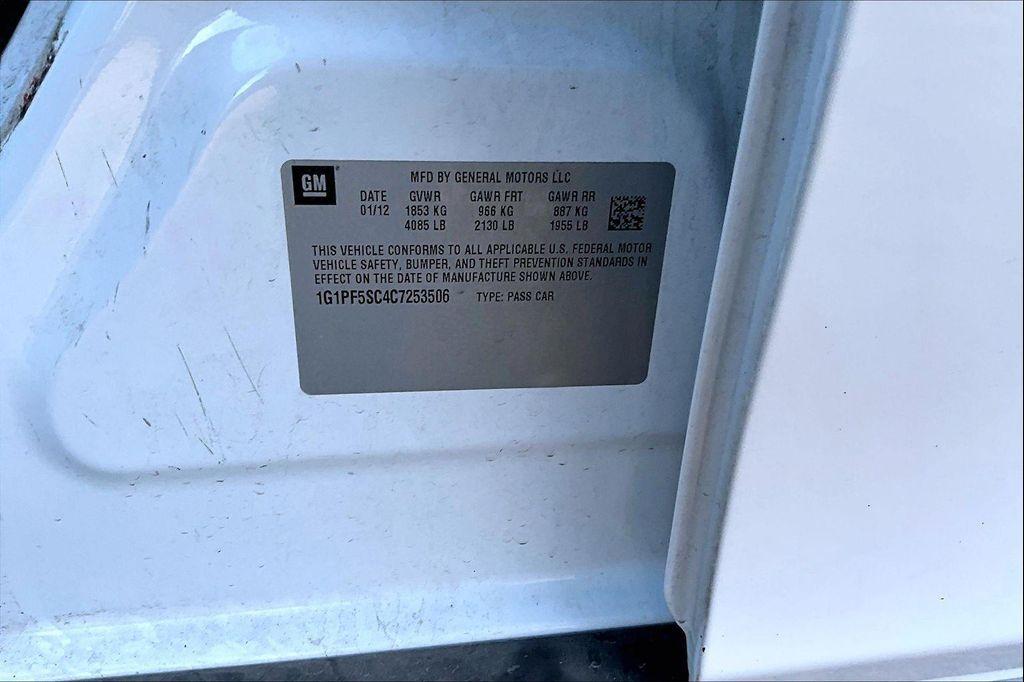 GM
MFD BY GENERAL MOTORS LLC
DATE GVWR GAWR FRT GAWR RR
01/12 1853 KG 966 KG 887 KG
4085 LB 2130 LB 1955 LB
THIS VEHICLE CONFORMS TO ALL APPLICABLE U.S. FEDERAL MOTOR
VEHICLE SAFETY, BUMPER, AND THEFT PREVENTION STANDARDS IN
EFFECT ON THE DATE OF MANUFACTURE SHOWN ABOVE.
1G1PF5SC4C7253506 TYPE: PASS CAR